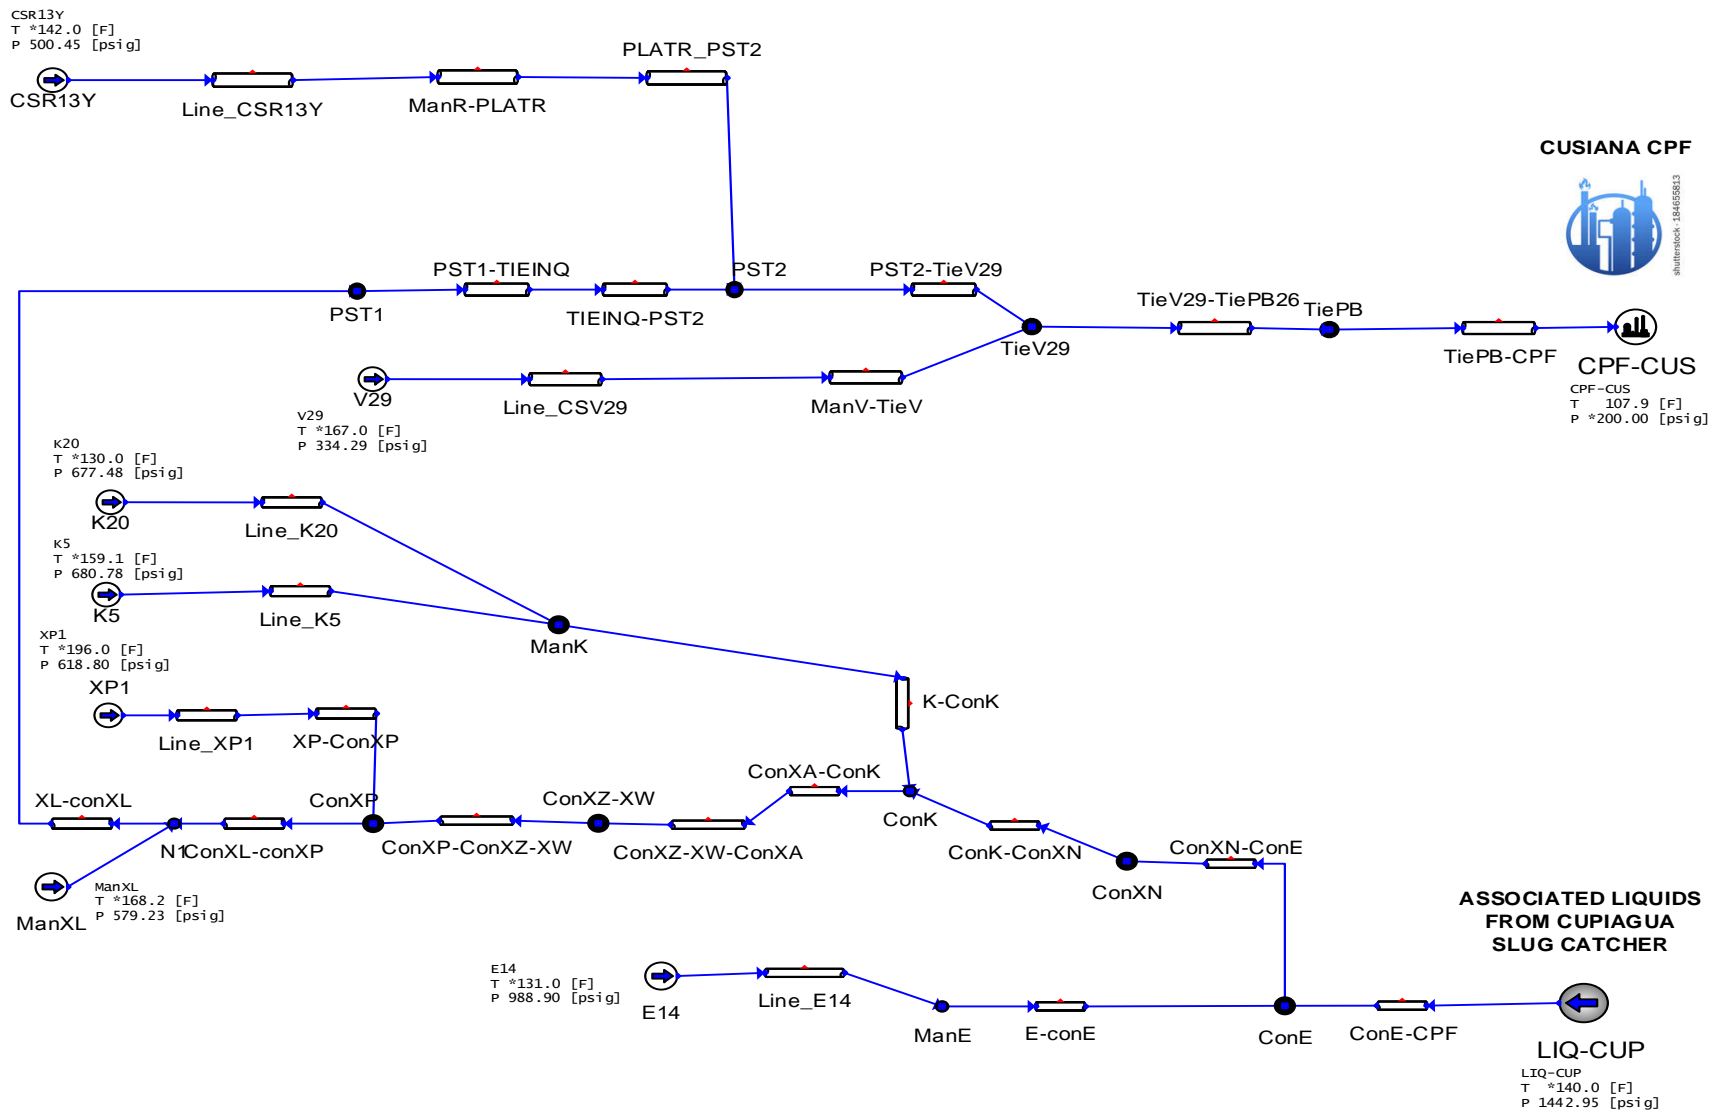 CSR13Y
T *142.0 [F]
P 500.45 [psig]
CSR13Y
Line_CSR13Y
ManR-PLATR
PLATR_PST2
CUSIANA CPF
shutterstock · 184655813
PST1
PST1-TIEINQ
TIEINQ-PST2
PST2
PST2-TieV29
TieV29
TieV29-TiePB26
TiePB
TiePB-CPF
CPF-CUS
CPF-CUS
T 107.9 [F]
P *200.00 [psig]
V29
Line_CSV29
ManV-TieV
V29
T *167.0 [F]
P 334.29 [psig]
K20
T *130.0 [F]
P 677.48 [psig]
K20
Line_K20
K5
T *159.1 [F]
P 680.78 [psig]
K5
Line_K5
ManK
XP1
T *196.0 [F]
P 618.80 [psig]
XP1
Line_XP1
XP-ConXP
K-ConK
XL-conXL
N1
ConXL-conXP
ConXP
ConXP-ConXZ-XW
ConXZ-XW
ConXZ-XW-ConXA
ConXA-ConK
ConK
ConK-ConXN
ConXN
ConXN-ConE
ManXL
ManXL
T *168.2 [F]
P 579.23 [psig]
ASSOCIATED LIQUIDS
FROM CUPIAGUA
SLUG CATCHER
E14
T *131.0 [F]
P 988.90 [psig]
E14
Line_E14
ManE
E-conE
ConE
ConE-CPF
LIQ-CUP
LIQ-CUP
T *140.0 [F]
P 1442.95 [psig]